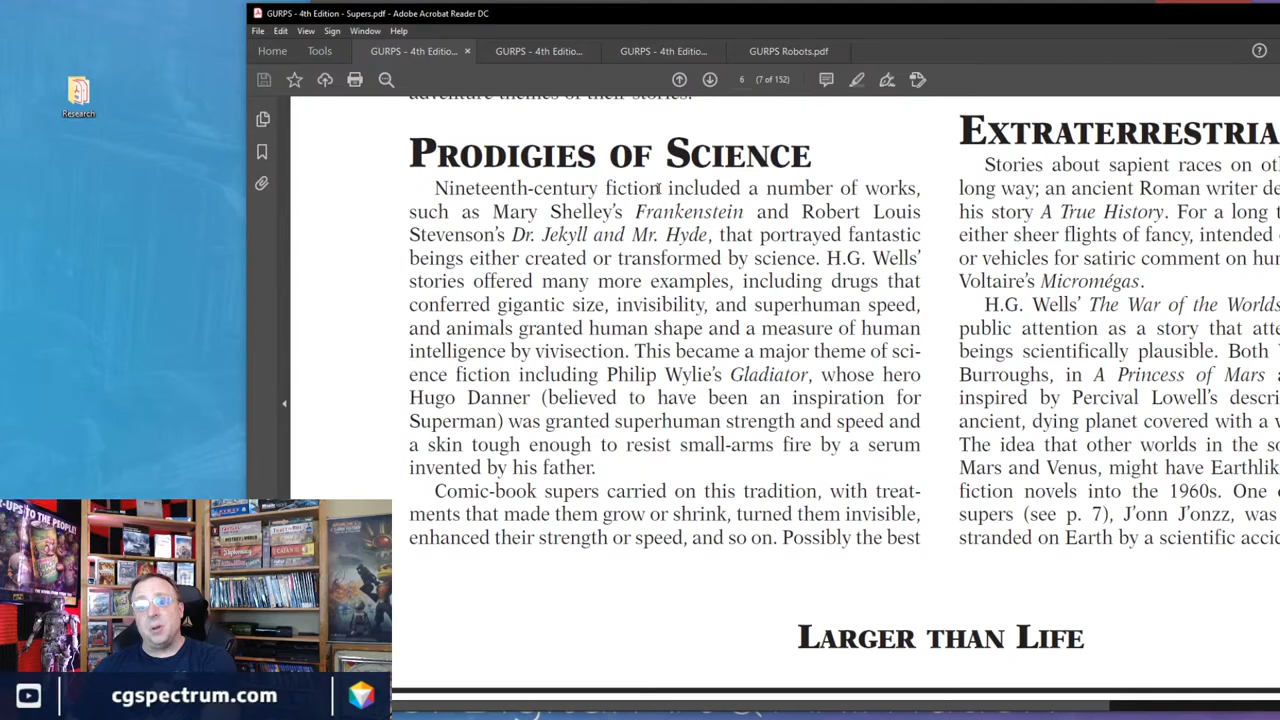 GURPS - 4th Edition - Supers.pdf - Adobe Acrobat Reader DC
File Edit View Sign Window Help
Home Tools GURPS - 4th Editio... × GURPS - 4th Editio... GURPS - 4th Editio... GURPS Robots.pdf
6 (7 of 152)
Research
adventure themes of their stories.
PRODIGIES OF SCIENCE
Nineteenth-century fiction included a number of works,
such as Mary Shelley's Frankenstein and Robert Louis
Stevenson's Dr. Jekyll and Mr. Hyde, that portrayed fantastic
beings either created or transformed by science. H.G. Wells'
stories offered many more examples, including drugs that
conferred gigantic size, invisibility, and superhuman speed,
and animals granted human shape and a measure of human
intelligence by vivisection. This became a major theme of sci-
ence fiction including Philip Wylie's Gladiator, whose hero
Hugo Danner (believed to have been an inspiration for
Superman) was granted superhuman strength and speed and
a skin tough enough to resist small-arms fire by a serum
invented by his father.
Comic-book supers carried on this tradition, with treat-
ments that made them grow or shrink, turned them invisible,
enhanced their strength or speed, and so on. Possibly the best
EXTRATERRESTRIA
Stories about sapient races on ot
long way; an ancient Roman writer de
his story A True History. For a long t
either sheer flights of fancy, intended
or vehicles for satiric comment on hu
Voltaire's Micromégas.
H.G. Wells' The War of the Worlds
public attention as a story that atte
beings scientifically plausible. Both
Burroughs, in A Princess of Mars
inspired by Percival Lowell's descri
ancient, dying planet covered with a
The idea that other worlds in the so
Mars and Venus, might have Earthlik
fiction novels into the 1960s. One
supers (see p. 7), J'onn J'onzz, was
stranded on Earth by a scientific accid
LARGER THAN LIFE
-UPS TO THE PEOPLE!
Diplomacy
CATAN
cgspectrum.com